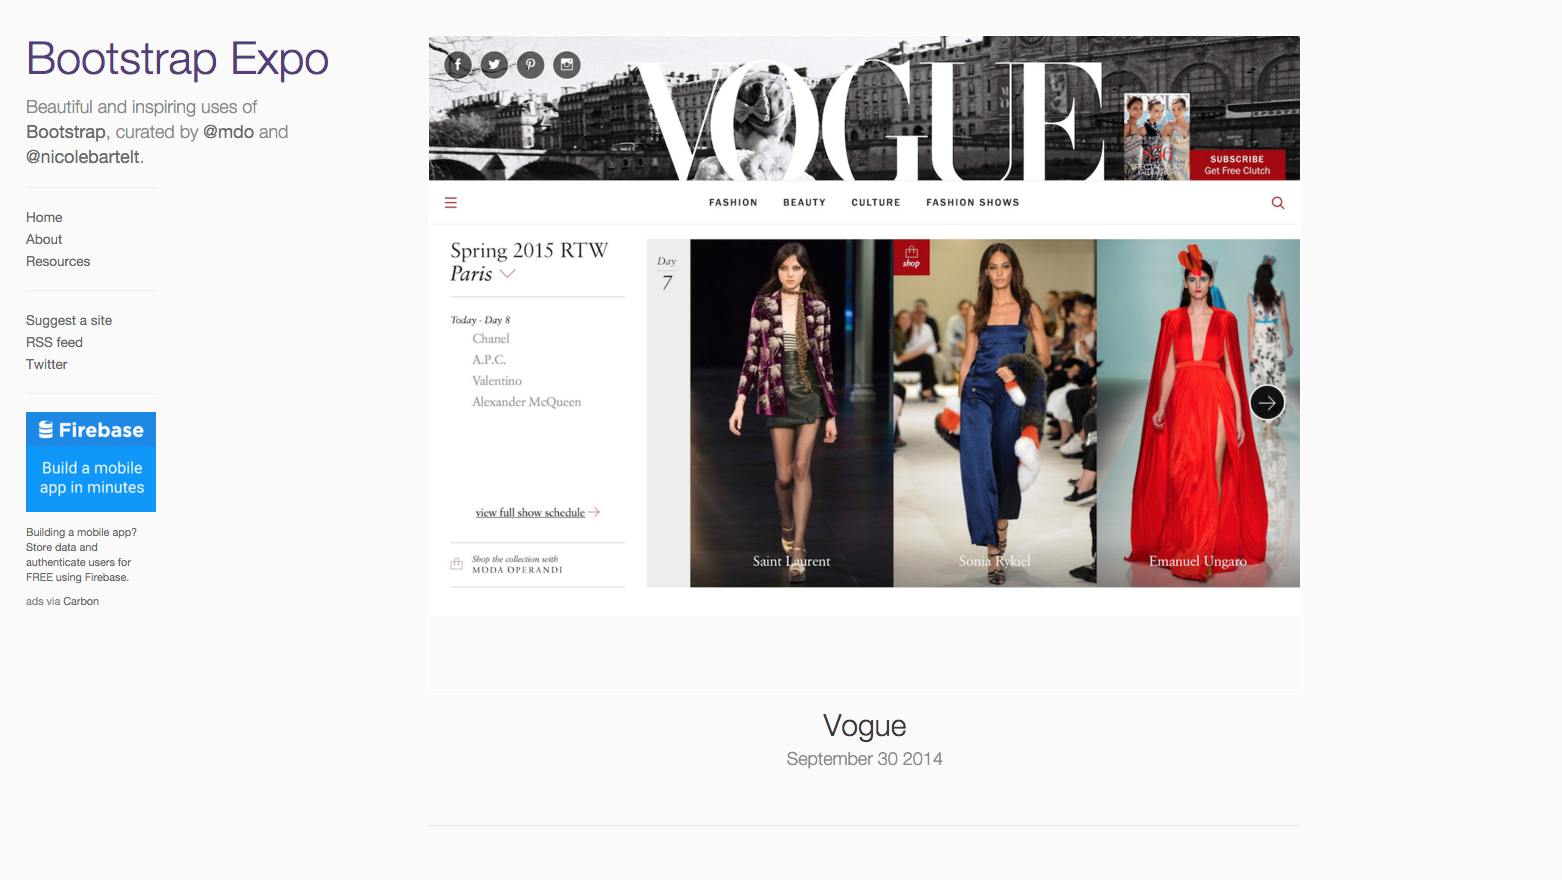 Bootstrap Expo
Beautiful and inspiring uses of
Bootstrap, curated by @mdo and
@nicolebartelt.
Home
About
Resources
Suggest a site
RSS feed
Twitter
Firebase
Build a mobile
app in minutes
Building a mobile app?
Store data and
authenticate users for
FREE using Firebase.
ads via Carbon
VOGUE
856
SUBSCRIBE
Get Free Clutch
FASHION BEAUTY CULTURE FASHION SHOWS
Spring 2015 RTW
Paris
Today - Day 8
Chanel
A.P.C.
Valentino
Alexander McQueen
view full show schedule
Shop the collection with
MODA OPERANDI
Day
7
shop
Saint Laurent
Sonia Rykiel
Emanuel Ungaro
Vogue
September 30 2014